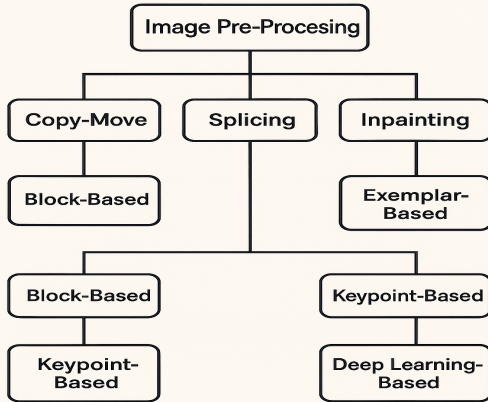 Image Pre-Procesing
Copy-Move
Splicing
Inpainting
Block-Based
Exemplar-
Based
Block-Based
Keypoint-Based
Keypoint-
Based
Deep Learning-
Based